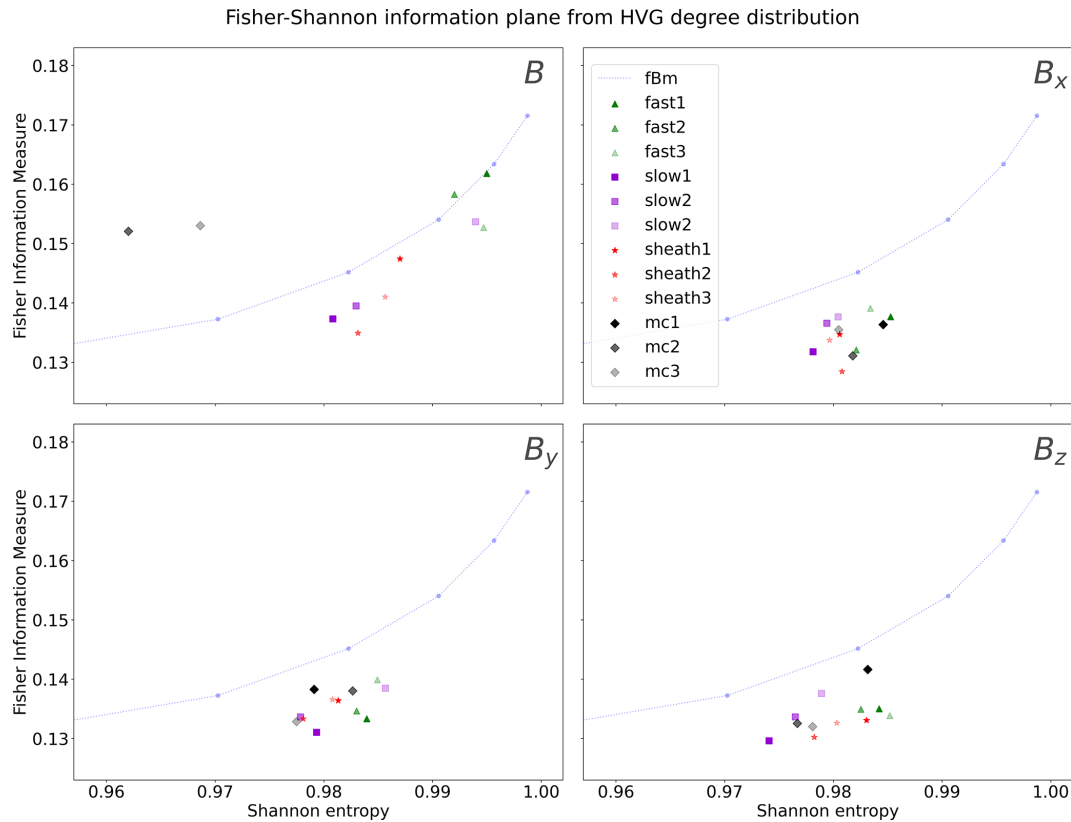 Fisher-Shannon information plane from HVG degree distribution
Fisher Information Measure
0.18
0.17
0.16
0.15
0.14
0.13
B
fBm
fast1
fast2
fast3
slow1
slow2
slow2
sheath1
sheath2
sheath3
mc1
mc2
mc3
Bx
Fisher Information Measure
0.18
0.17
0.16
0.15
0.14
0.13
By
0.96 0.97 0.98 0.99 1.00
Shannon entropy
Bz
0.96 0.97 0.98 0.99 1.00
Shannon entropy